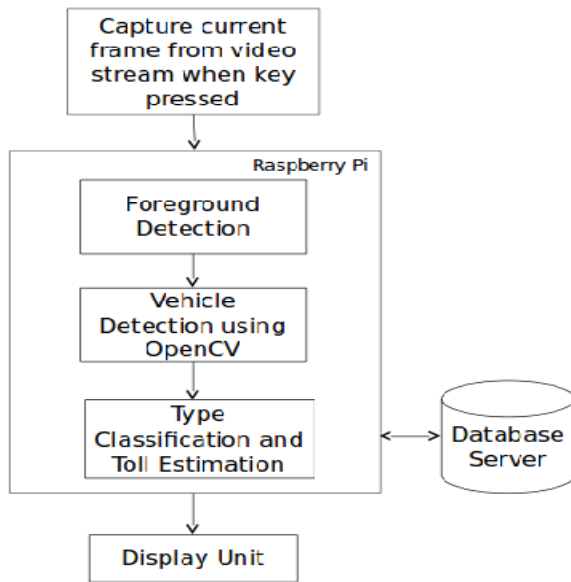 Capture current
frame from video
stream when key
pressed
Raspberry Pi
Foreground
Detection
Vehicle
Detection using
OpenCV
Type
Classification and
Toll Estimation
Database
Server
Display Unit